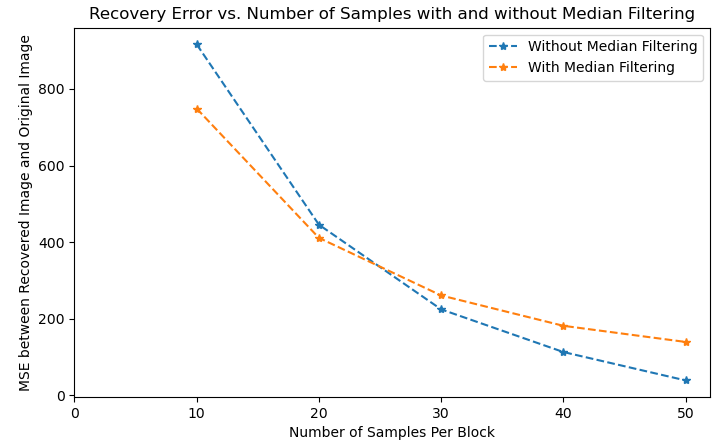 Recovery Error vs. Number of Samples with and without Median Filtering
MSE between Recovered Image and Original Image
Without Median Filtering
With Median Filtering
800
600
400
200
0
0 10 20 30 40 50
Number of Samples Per Block